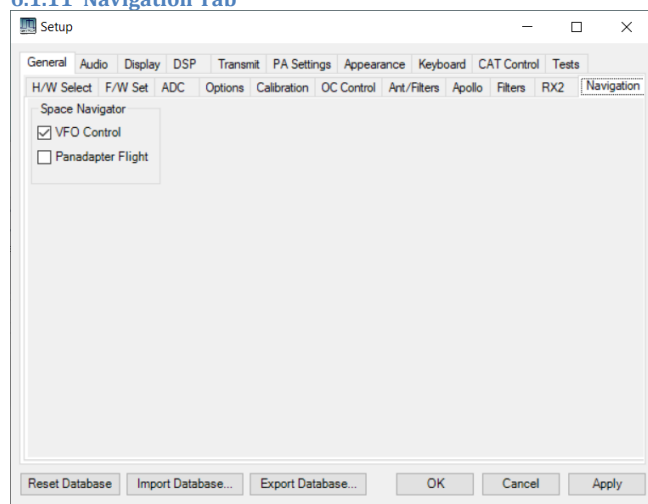 6.1.11 Navigation Tab
Setup
General Audio Display DSP Transmit PA Settings Appearance Keyboard CAT Control Tests
H/W Select F/W Set ADC Options Calibration OC Control Ant/Filters Apollo Filters RX2 Navigation
Space Navigator
VFO Control
Panadapter Flight
Reset Database Import Database... Export Database... OK Cancel Apply